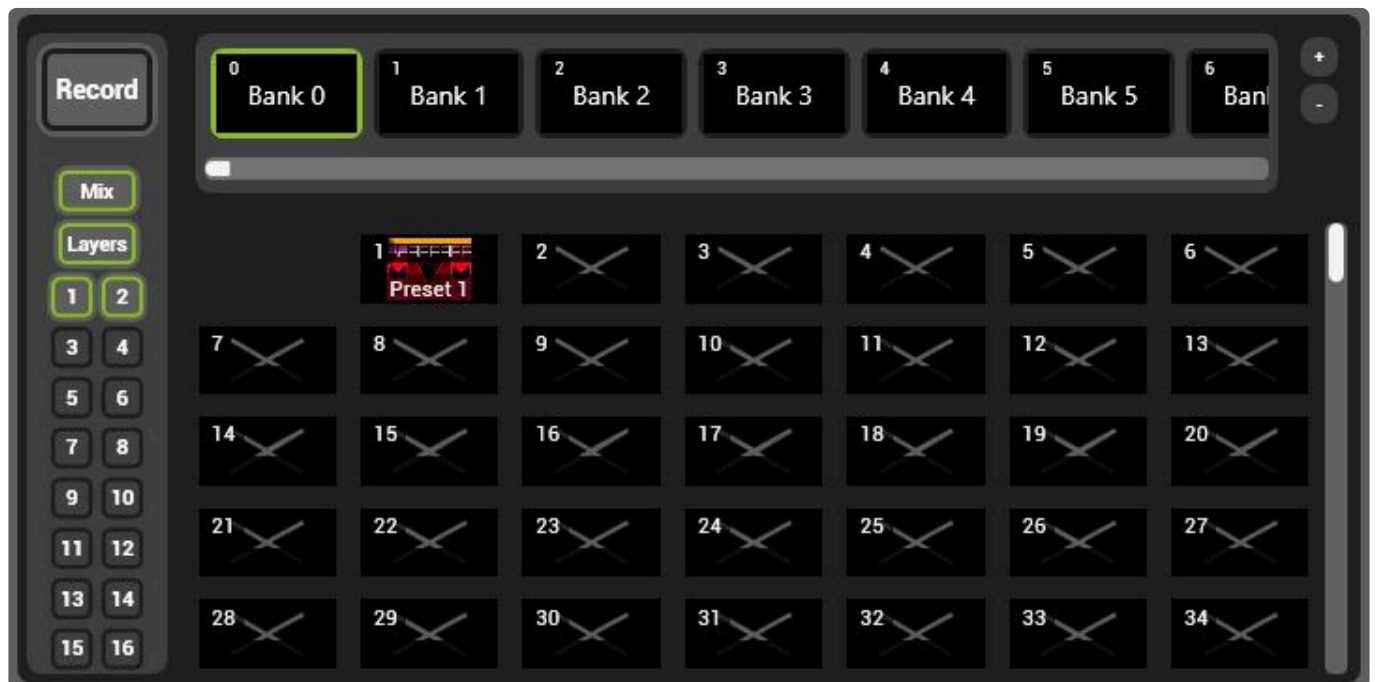 Record
0
Bank 0
1
Bank 1
2
Bank 2
3
Bank 3
4
Bank 4
5
Bank 5
6
Ban
+
-
Mix
Layers
1 2
3 4
5 6
7 8
9 10
11 12
13 14
15 16
1 Preset 1
2 3 4 5 6
7 8 9 10 11 12 13
14 15 16 17 18 19 20
21 22 23 24 25 26 27
28 29 30 31 32 33 34